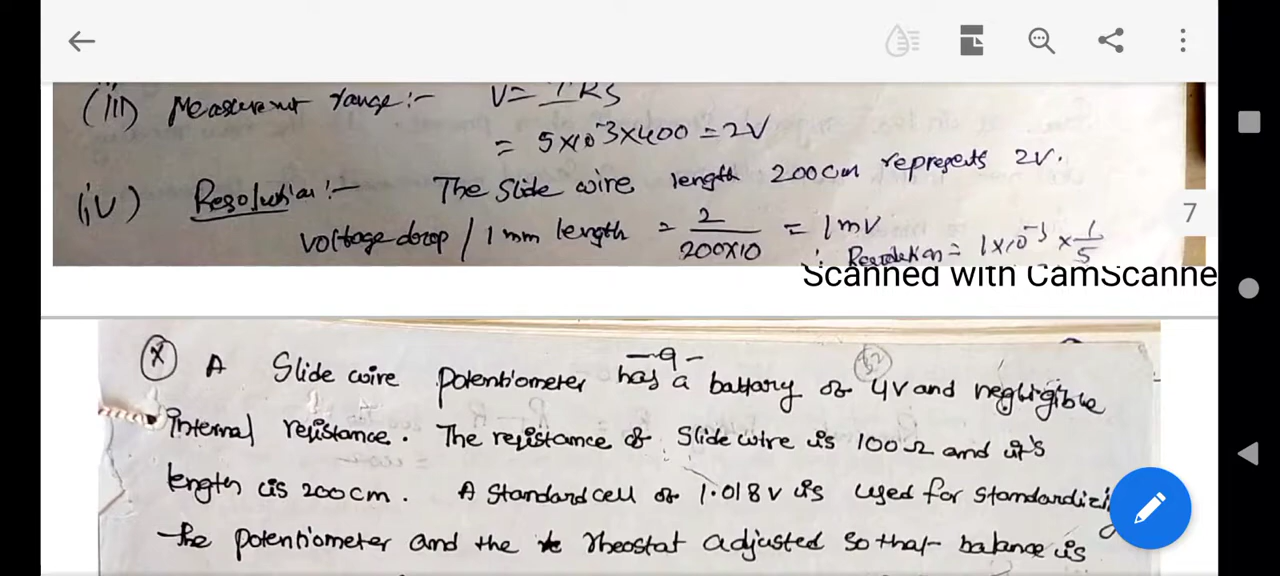 (iii) Measurement range:- V = IRS
= 5×10⁻³×400 = 2V
(iv) Resolution:- The Slide wire length 200cm represents 2V.
voltage drop / 1mm length = 2/200×10 = 1mV
∴ Resolution = 1×10⁻³ × 1/5
7
Scanned with CamScanne
-9-
52
(X) A Slide wire potentiometer has a battary of 4V and negligible
internal resistance. The resistance of Slide wire is 100Ω and it's
length is 200cm. A standard cell of 1.018V is used for standardizi
the potentiometer and the rheostat adjusted so that balance is